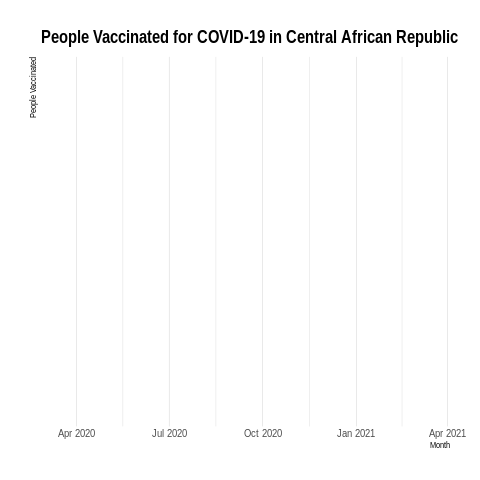 People Vaccinated for COVID-19 in Central African Republic
People Vaccinated
Apr 2020
Jul 2020
Oct 2020
Jan 2021
Apr 2021
Month